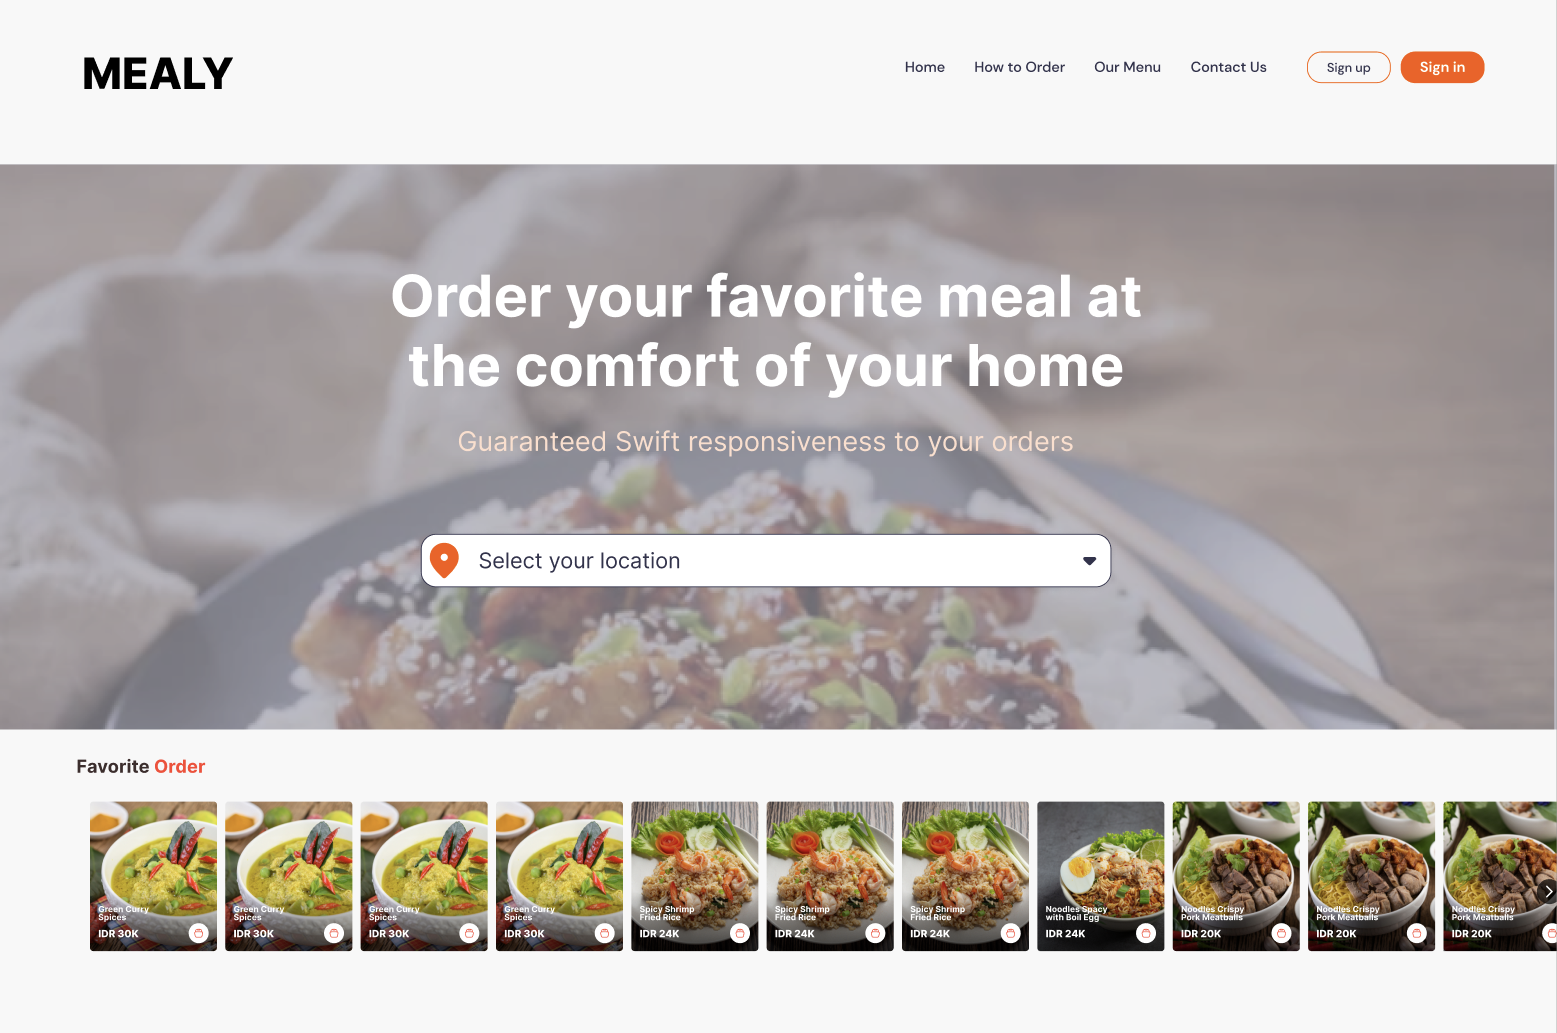 MEALY
Home
How to Order
Our Menu
Contact Us
Sign up
Sign in
Order your favorite meal at
the comfort of your home
Guaranteed Swift responsiveness to your orders
Select your location
Favorite Order
Green Curry
Spices
IDR 30K
Green Curry
Spices
IDR 30K
Green Curry
Spices
IDR 30K
Green Curry
Spices
IDR 30K
Spicy Shrimp
Fried Rice
IDR 24K
Spicy Shrimp
Fried Rice
IDR 24K
Spicy Shrimp
Fried Rice
IDR 24K
Noodles Spacy
with Boil Egg
IDR 24K
Noodles Crispy
Pork Meatballs
IDR 20K
Noodles Crispy
Pork Meatballs
IDR 20K
Noodles Crispy
Pork Meatballs
IDR 20K